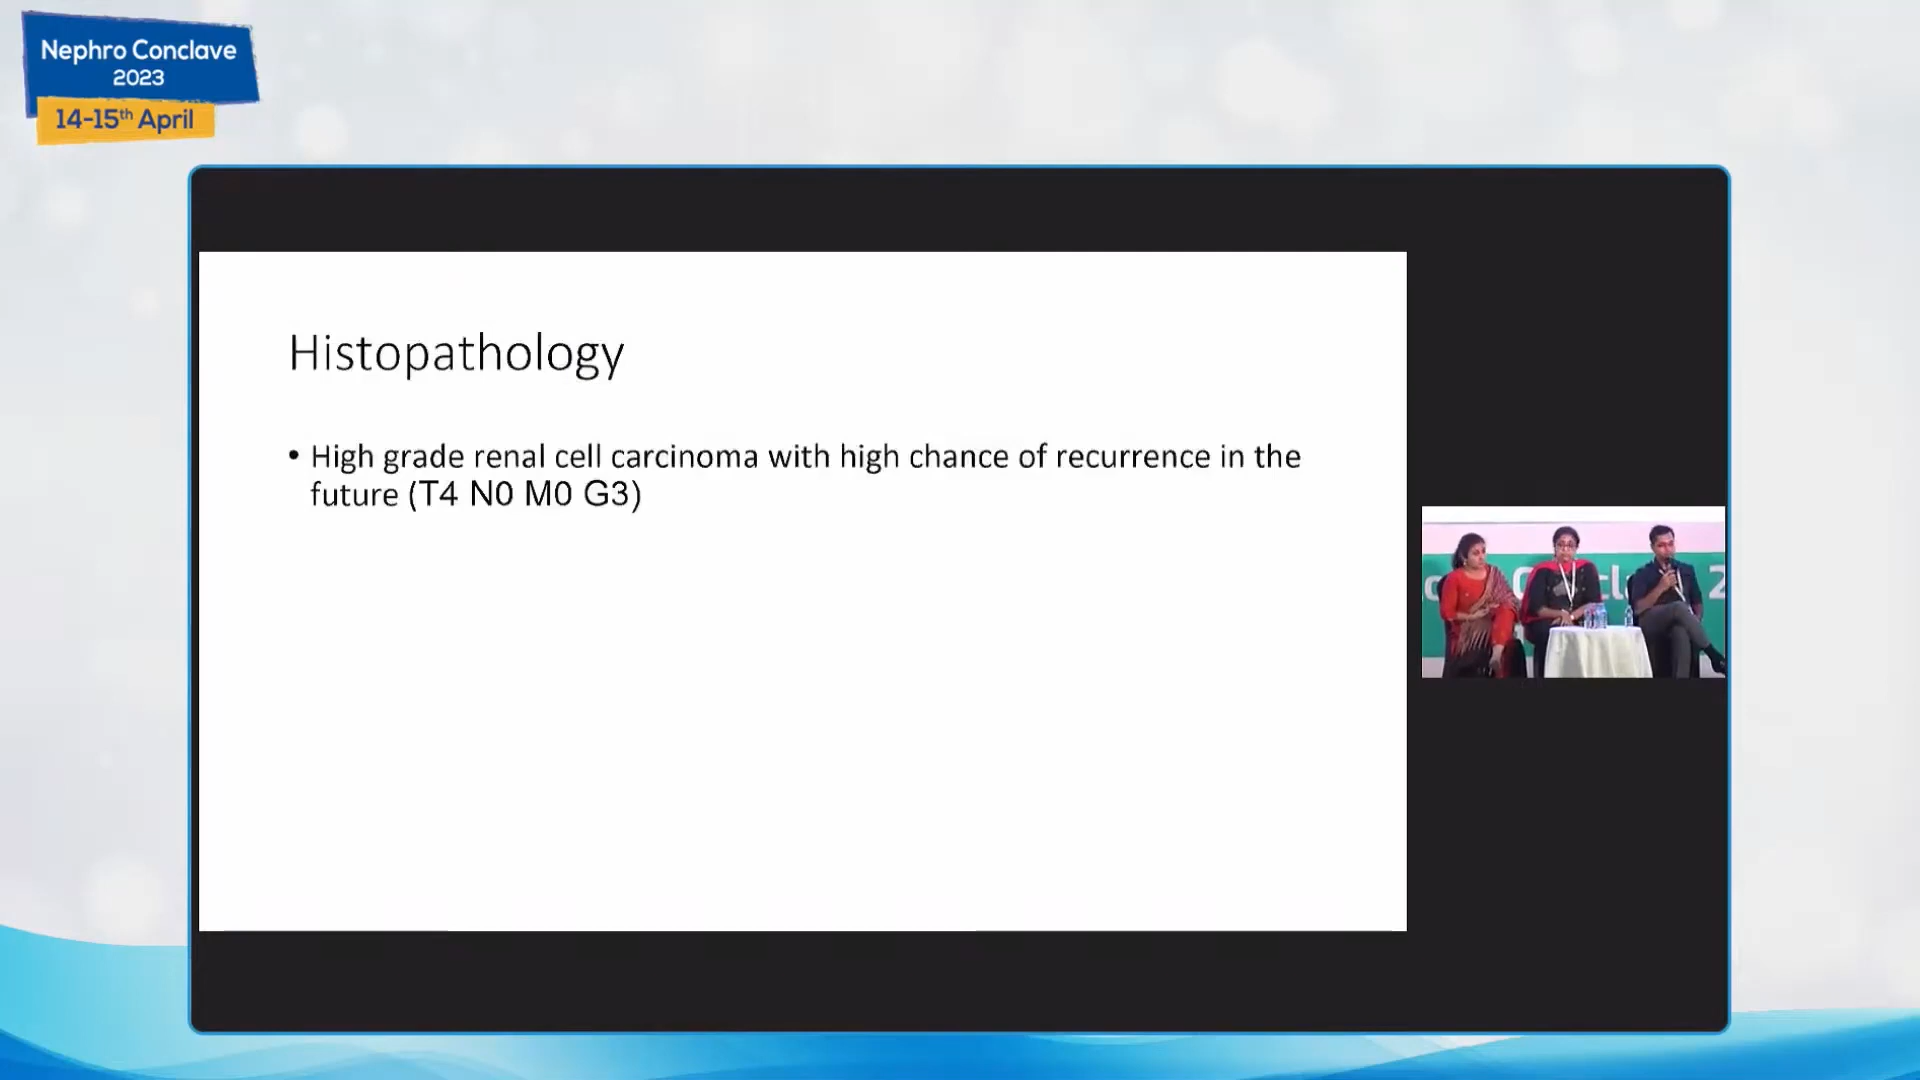 Nephro Conclave
2023
14-15th April
Histopathology
• High grade renal cell carcinoma with high chance of recurrence in the
future (T4 N0 M0 G3)